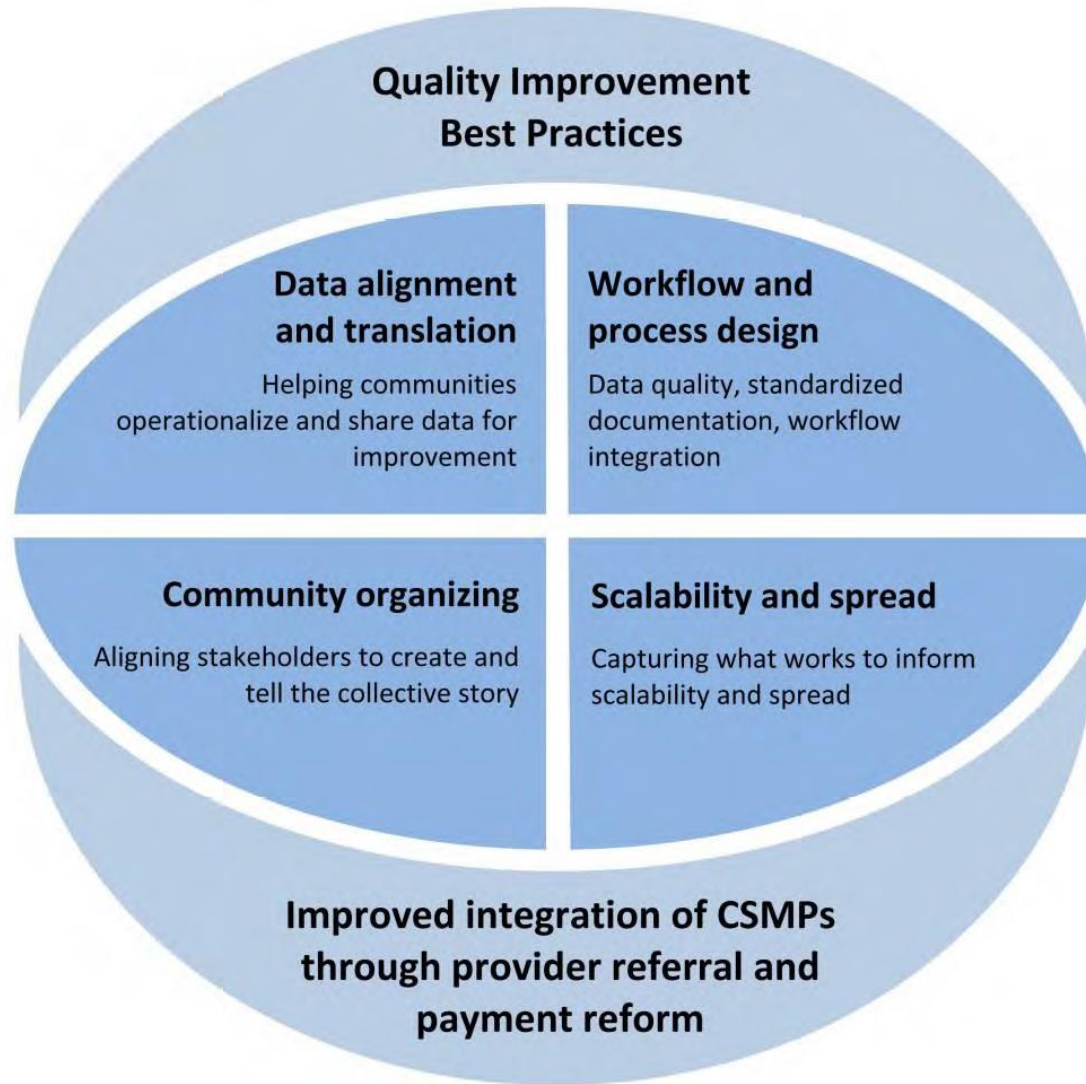 Quality Improvement
Best Practices
Data alignment
and translation
Helping communities
operationalize and share data for
improvement
Workflow and
process design
Data quality, standardized
documentation, workflow
integration
Community organizing
Aligning stakeholders to create and
tell the collective story
Scalability and spread
Capturing what works to inform
scalability and spread
Improved integration of CSMPs
through provider referral and
payment reform